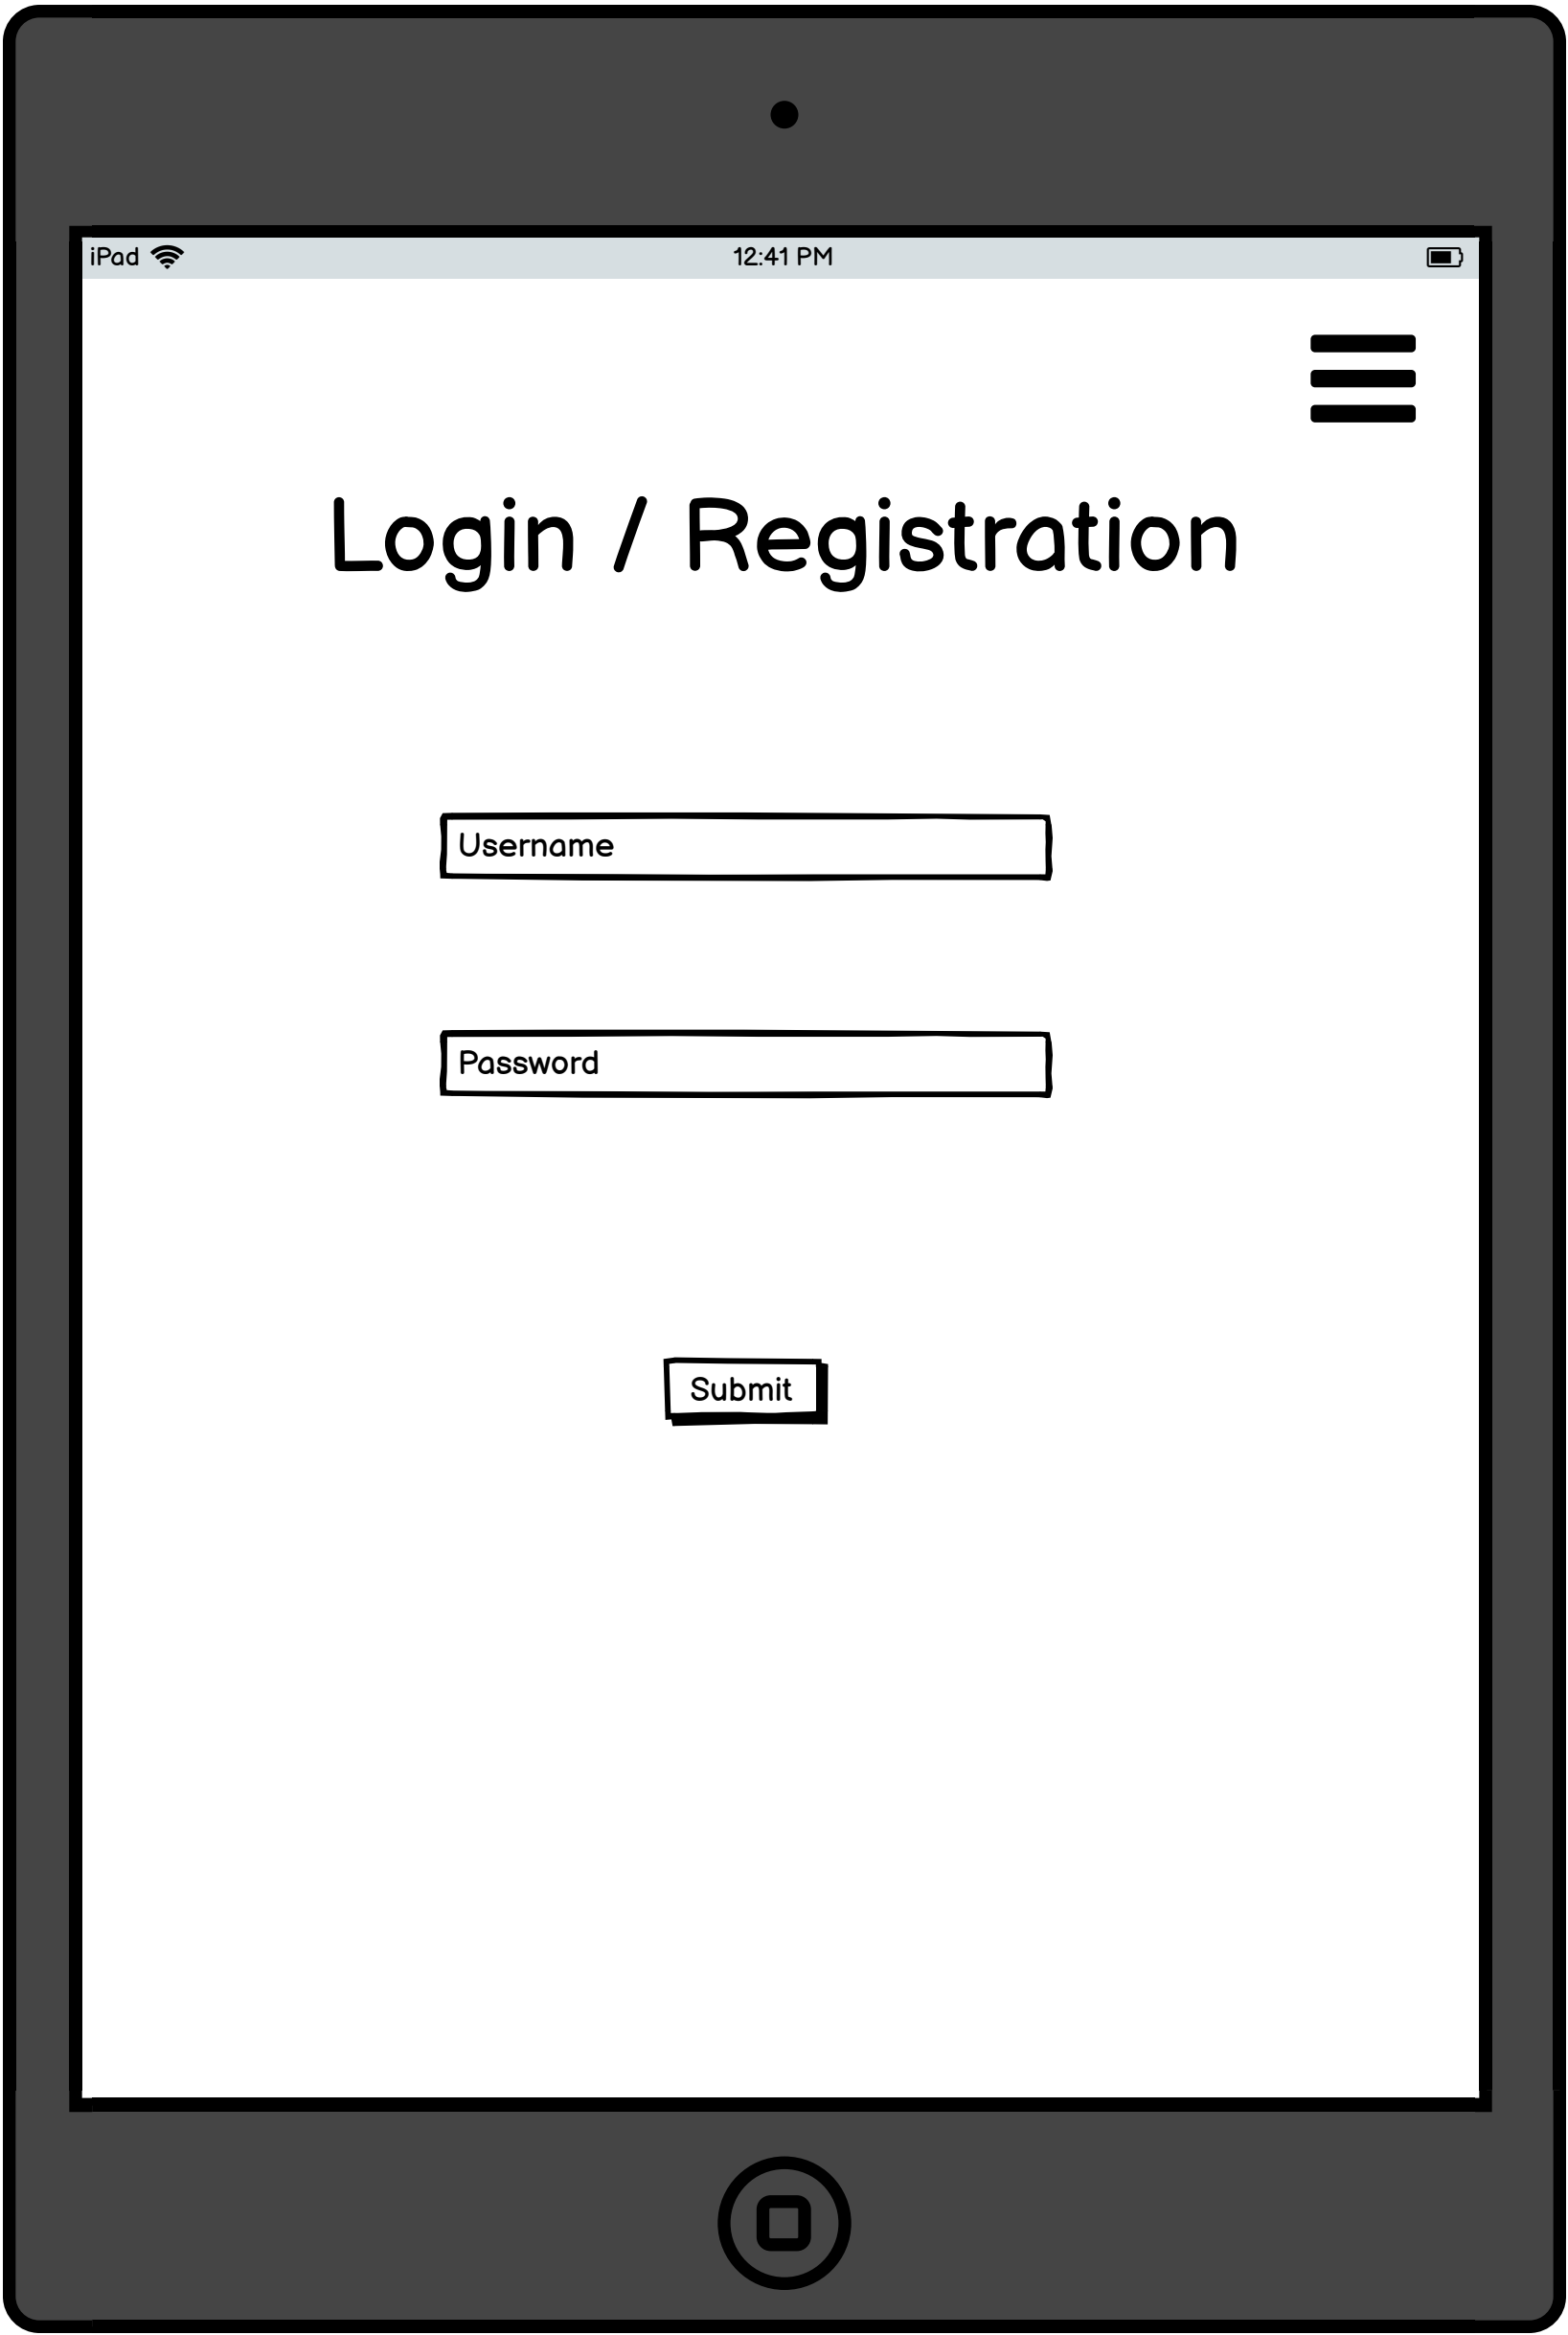 iPad 12:41 PM
Login / Registration
Username
Password
Submit